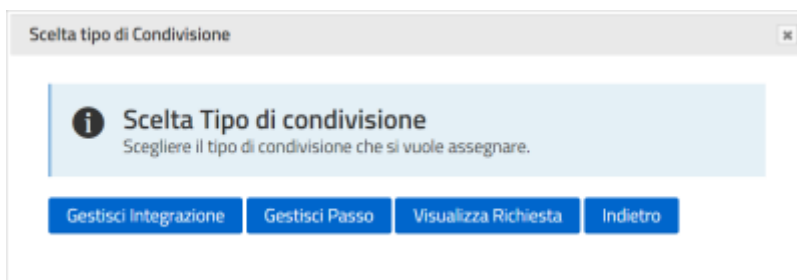 Scelta tipo di Condivisione
Scelta Tipo di condivisione
Scegliere il tipo di condivisione che si vuole assegnare.
Gestisci Integrazione Gestisci Passo Visualizza Richiesta Indietro